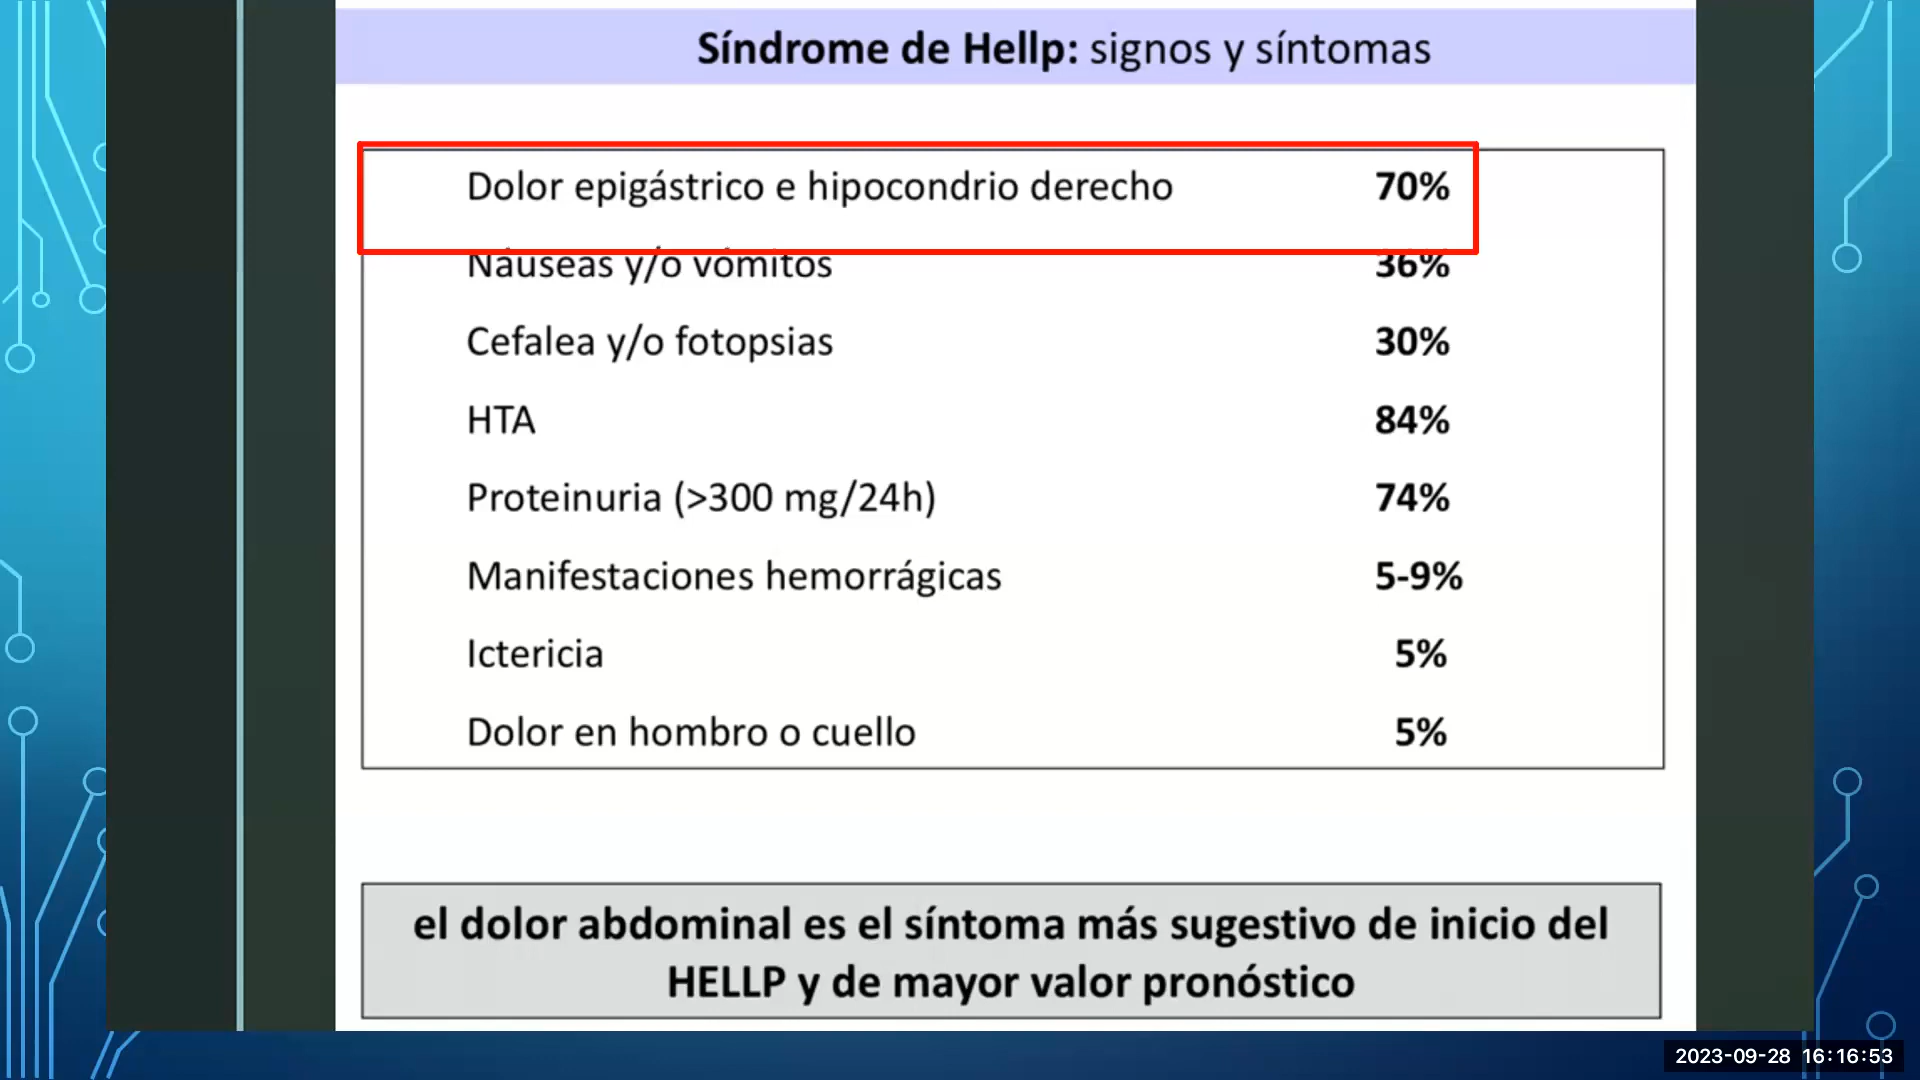 Síndrome de Hellp: signos y síntomas
Dolor epigástrico e hipocondrio derecho 70%
Náuseas y/o vómitos 36%
Cefalea y/o fotopsias 30%
HTA 84%
Proteinuria (>300 mg/24h) 74%
Manifestaciones hemorrágicas 5-9%
Ictericia 5%
Dolor en hombro o cuello 5%
el dolor abdominal es el síntoma más sugestivo de inicio del
HELLP y de mayor valor pronóstico
2023-09-28 16:16:53